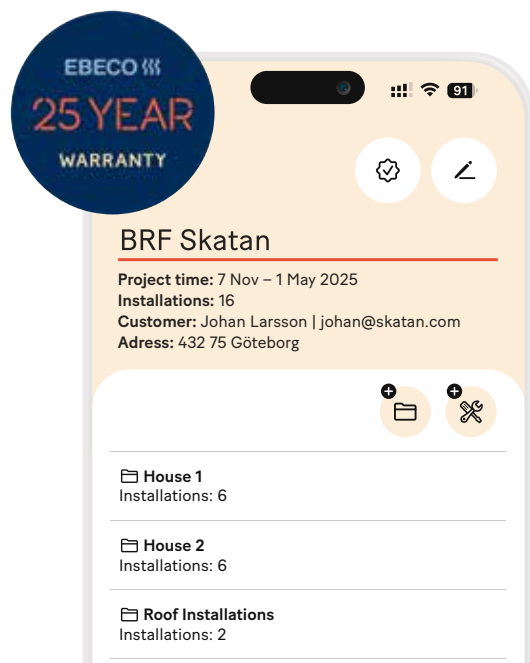 EBECO
25 YEAR
WARRANTY
91
BRF Skatan
Project time: 7 Nov – 1 May 2025
Installations: 16
Customer: Johan Larsson | johan@skatan.com
Adress: 432 75 Göteborg
House 1
Installations: 6
House 2
Installations: 6
Roof Installations
Installations: 2